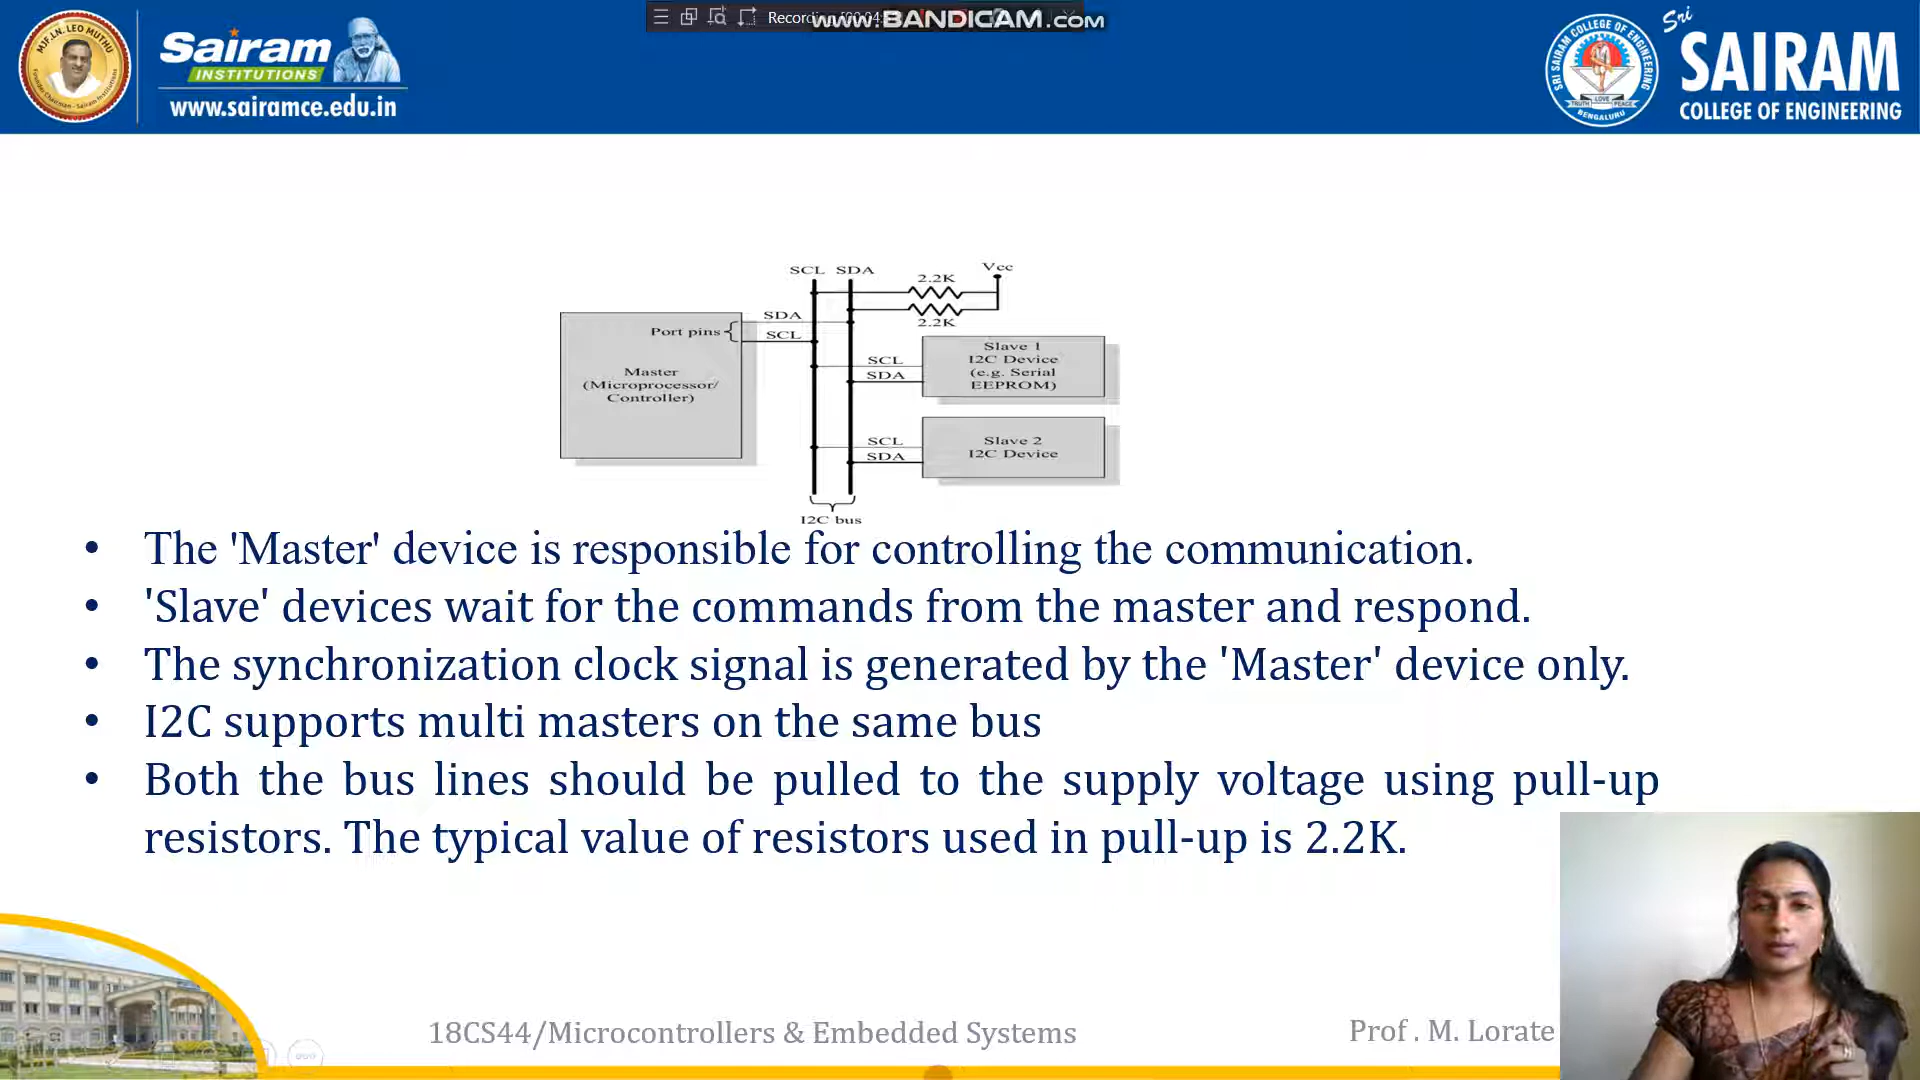 Recording
www.BANDICAM.com
MJF.LN. LEO MUTHU
Sairam
INSTITUTIONS
www.sairamce.edu.in
SRI SAIRAM COLLEGE OF ENGINEERING
TRUTH LOVE PEACE
BENGALURU
Sri
SAIRAM
COLLEGE OF ENGINEERING
SCL SDA
Vcc
2.2K
2.2K
SDA
Port pins
SCL
Master
(Microprocessor/
Controller)
SCL
SDA
Slave 1
I2C Device
(e.g. Serial
EEPROM)
SCL
SDA
Slave 2
I2C Device
I2C bus
• The 'Master' device is responsible for controlling the communication.
• 'Slave' devices wait for the commands from the master and respond.
• The synchronization clock signal is generated by the 'Master' device only.
• I2C supports multi masters on the same bus
• Both the bus lines should be pulled to the supply voltage using pull-up
resistors. The typical value of resistors used in pull-up is 2.2K.
18CS44/Microcontrollers & Embedded Systems
Prof . M. Lorate